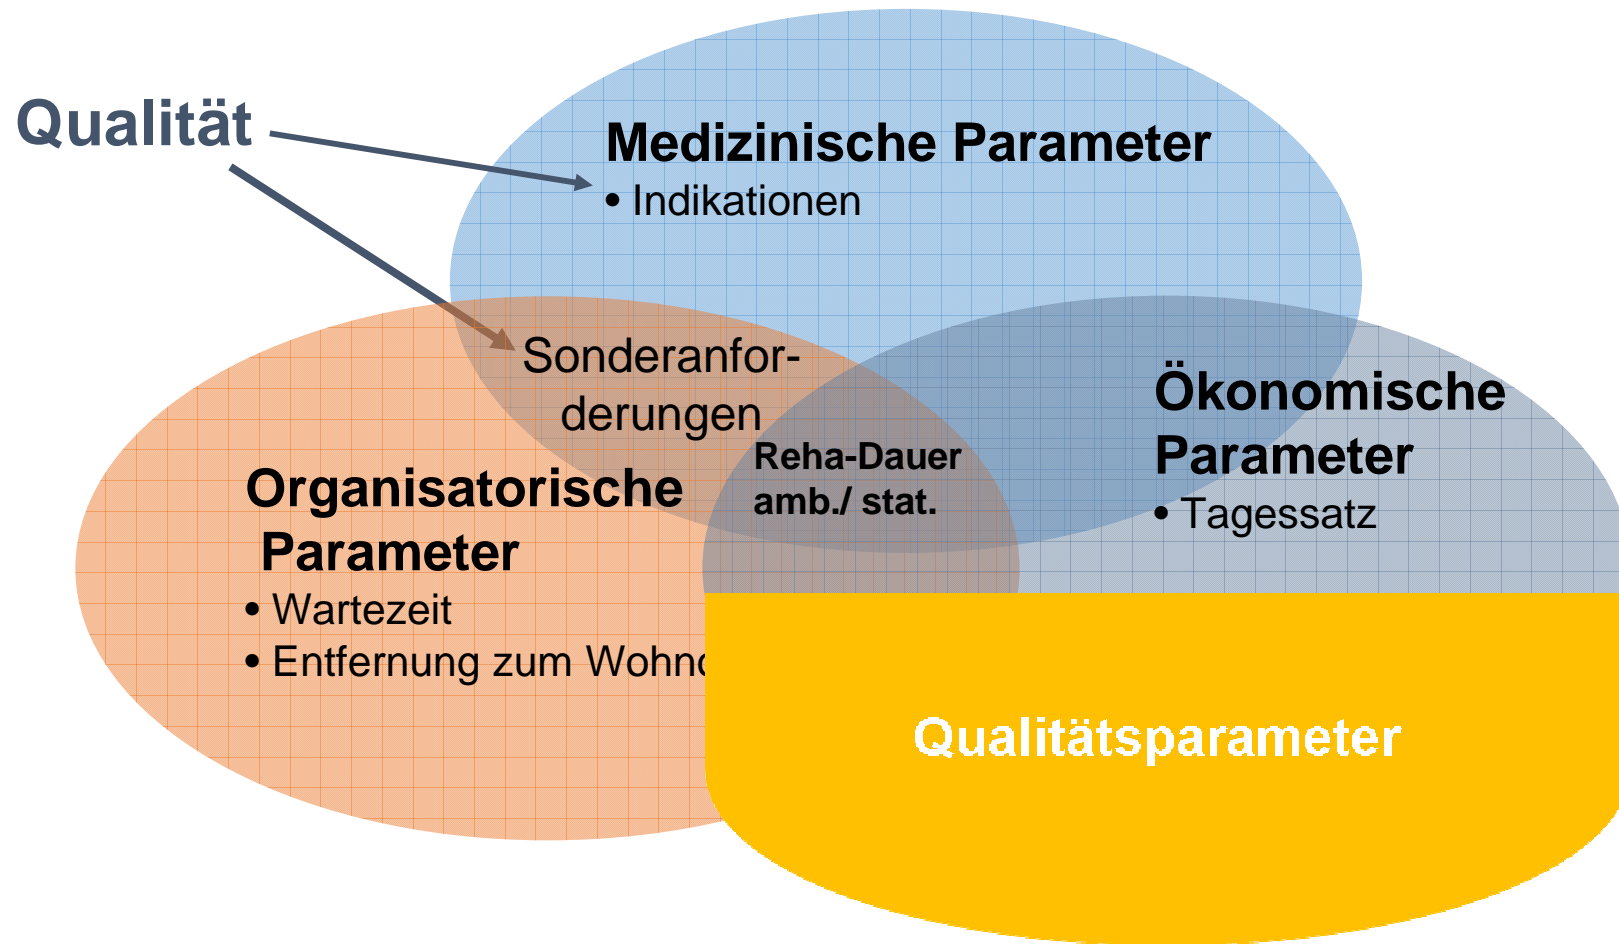 Qualität
Medizinische Parameter
• Indikationen
Sonderanfor-
derungen
Reha-Dauer
amb./ stat.
Ökonomische
Parameter
• Tagessatz
Organisatorische
Parameter
• Wartezeit
• Entfernung zum
Qualitätsparameter